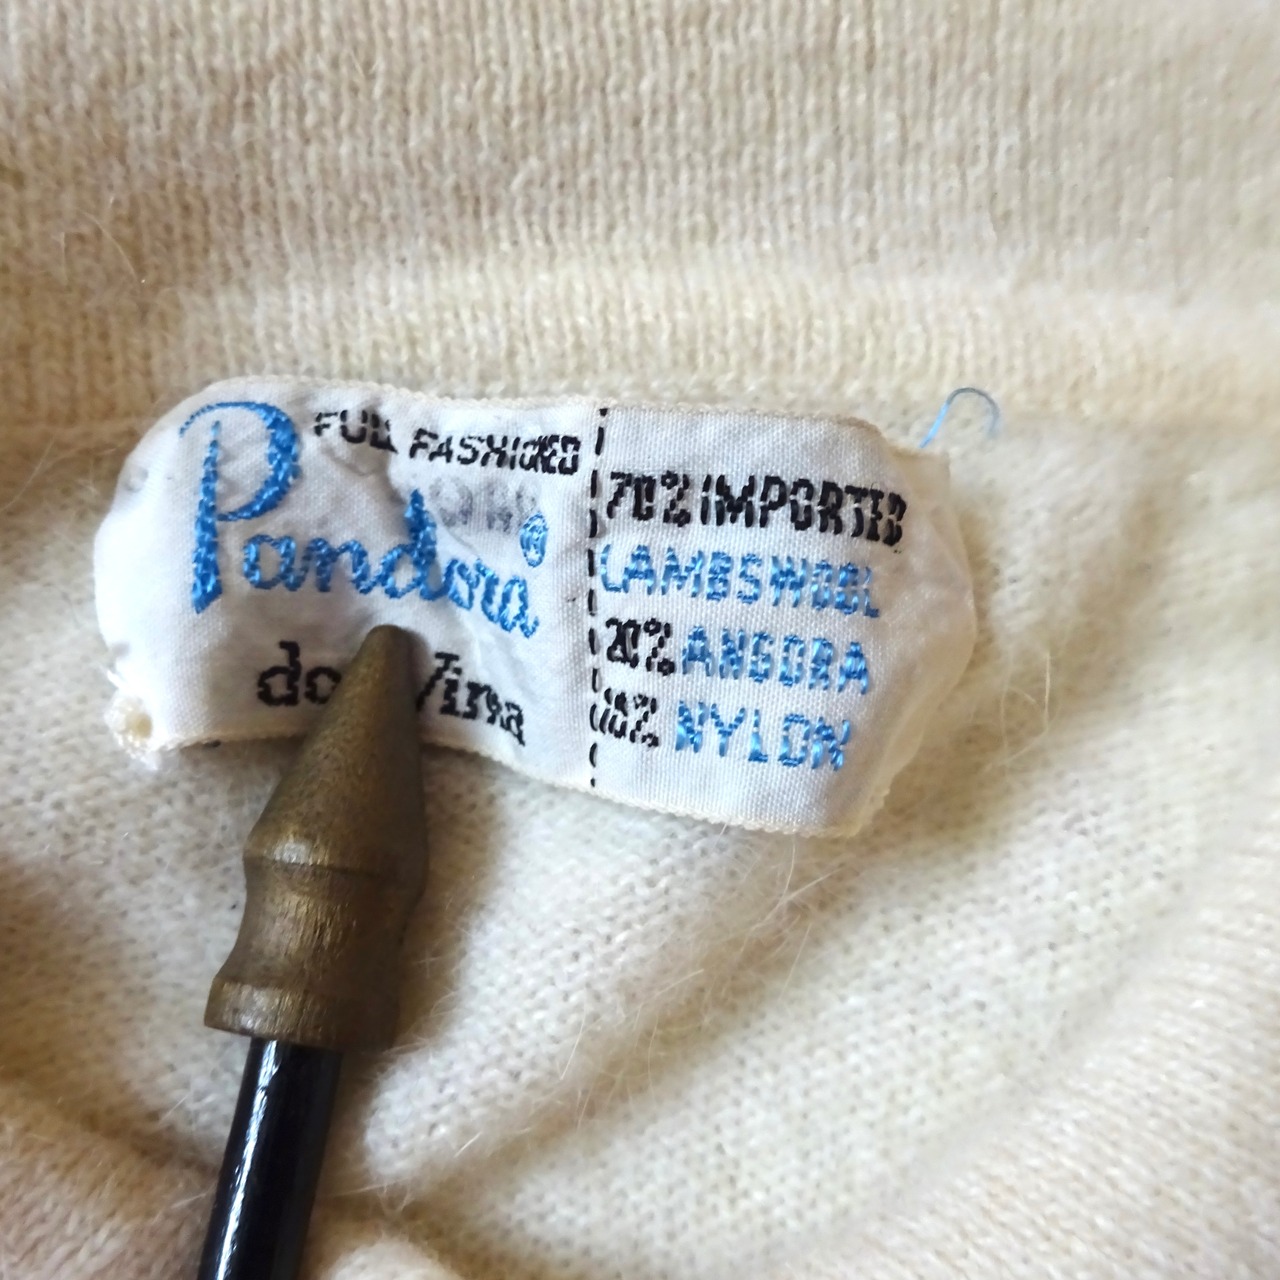 FULL FASHIONED
Pandora®
70% IMPORTED
LAMBSWOOL
20% ANGORA
10% NYLON